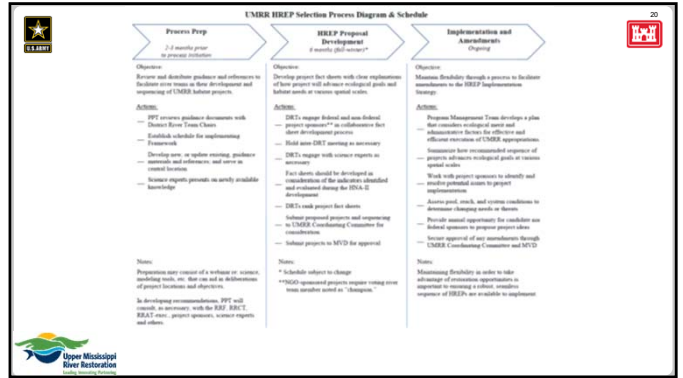 UMRR HREP Selection Process Diagram & Schedule
20
U.S. ARMY
Process Prep
2-3 months prior
to process initiation
Objective:
Review and distribute guidance and references to
facilitate river teams in their development and
sequencing of UMRR habitat projects.
Actions:
— PPT reviews guidance documents with
District River Team Chairs
— Establish schedule for implementing
Framework
— Develop new, or update existing, guidance
materials and references; and serve in
central location
— Science experts presents on newly available
knowledge
Notes:
Preparation may consist of a webinar re: science,
modeling tools, etc. that can aid in deliberations
of project locations and objectives.
In developing recommendations, PPT will
consult, as necessary, with the RRF, RRCT,
RRAT-exec., project sponsors, science experts
and others.
HREP Proposal
Development
6 months (fall-winter)*
Objective:
Develop project fact sheets with clear explanations
of how project will advance ecological goals and
habitat needs at various spatial scales.
Actions:
— DRTs engage federal and non-federal
project sponsors** in collaborative fact
sheet development process
— Hold inter-DRT meeting as necessary
— DRTs engage with science experts as
necessary
— Fact sheets should be developed in
consideration of the indicators identified
and evaluated during the HNA-II
development
— DRTs rank project fact sheets
— Submit proposed projects and sequencing
to UMRR Coordinating Committee for
consideration
— Submit projects to MVD for approval
Notes:
* Schedule subject to change
**NGO sponsored projects require voting river
team member noted as "champion."
Implementation and
Amendments
Ongoing
Objective:
Maintain flexibility through a process to facilitate
amendments to the HREP Implementation
Strategy.
Actions:
— Program Management Team develops a plan
that considers ecological merit and
administrative factors for effective and
efficient execution of UMRR appropriations
— Summarize how recommended sequence of
projects advances ecological goals at various
spatial scales
— Work with project sponsors to identify and
resolve potential issues to project
implementation
— Assess pool, reach, and system conditions to
determine changing needs or threats
— Provide annual opportunity for candidate non
federal sponsors to propose project ideas
— Secure approval of any amendments through
UMRR Coordinating Committee and MVD
Notes:
Maintaining flexibility in order to take
advantage of restoration opportunities is
important to ensuring a robust, seamless
sequence of HREPs are available to implement
Upper Mississippi
River Restoration
Leading Innovating Partnering